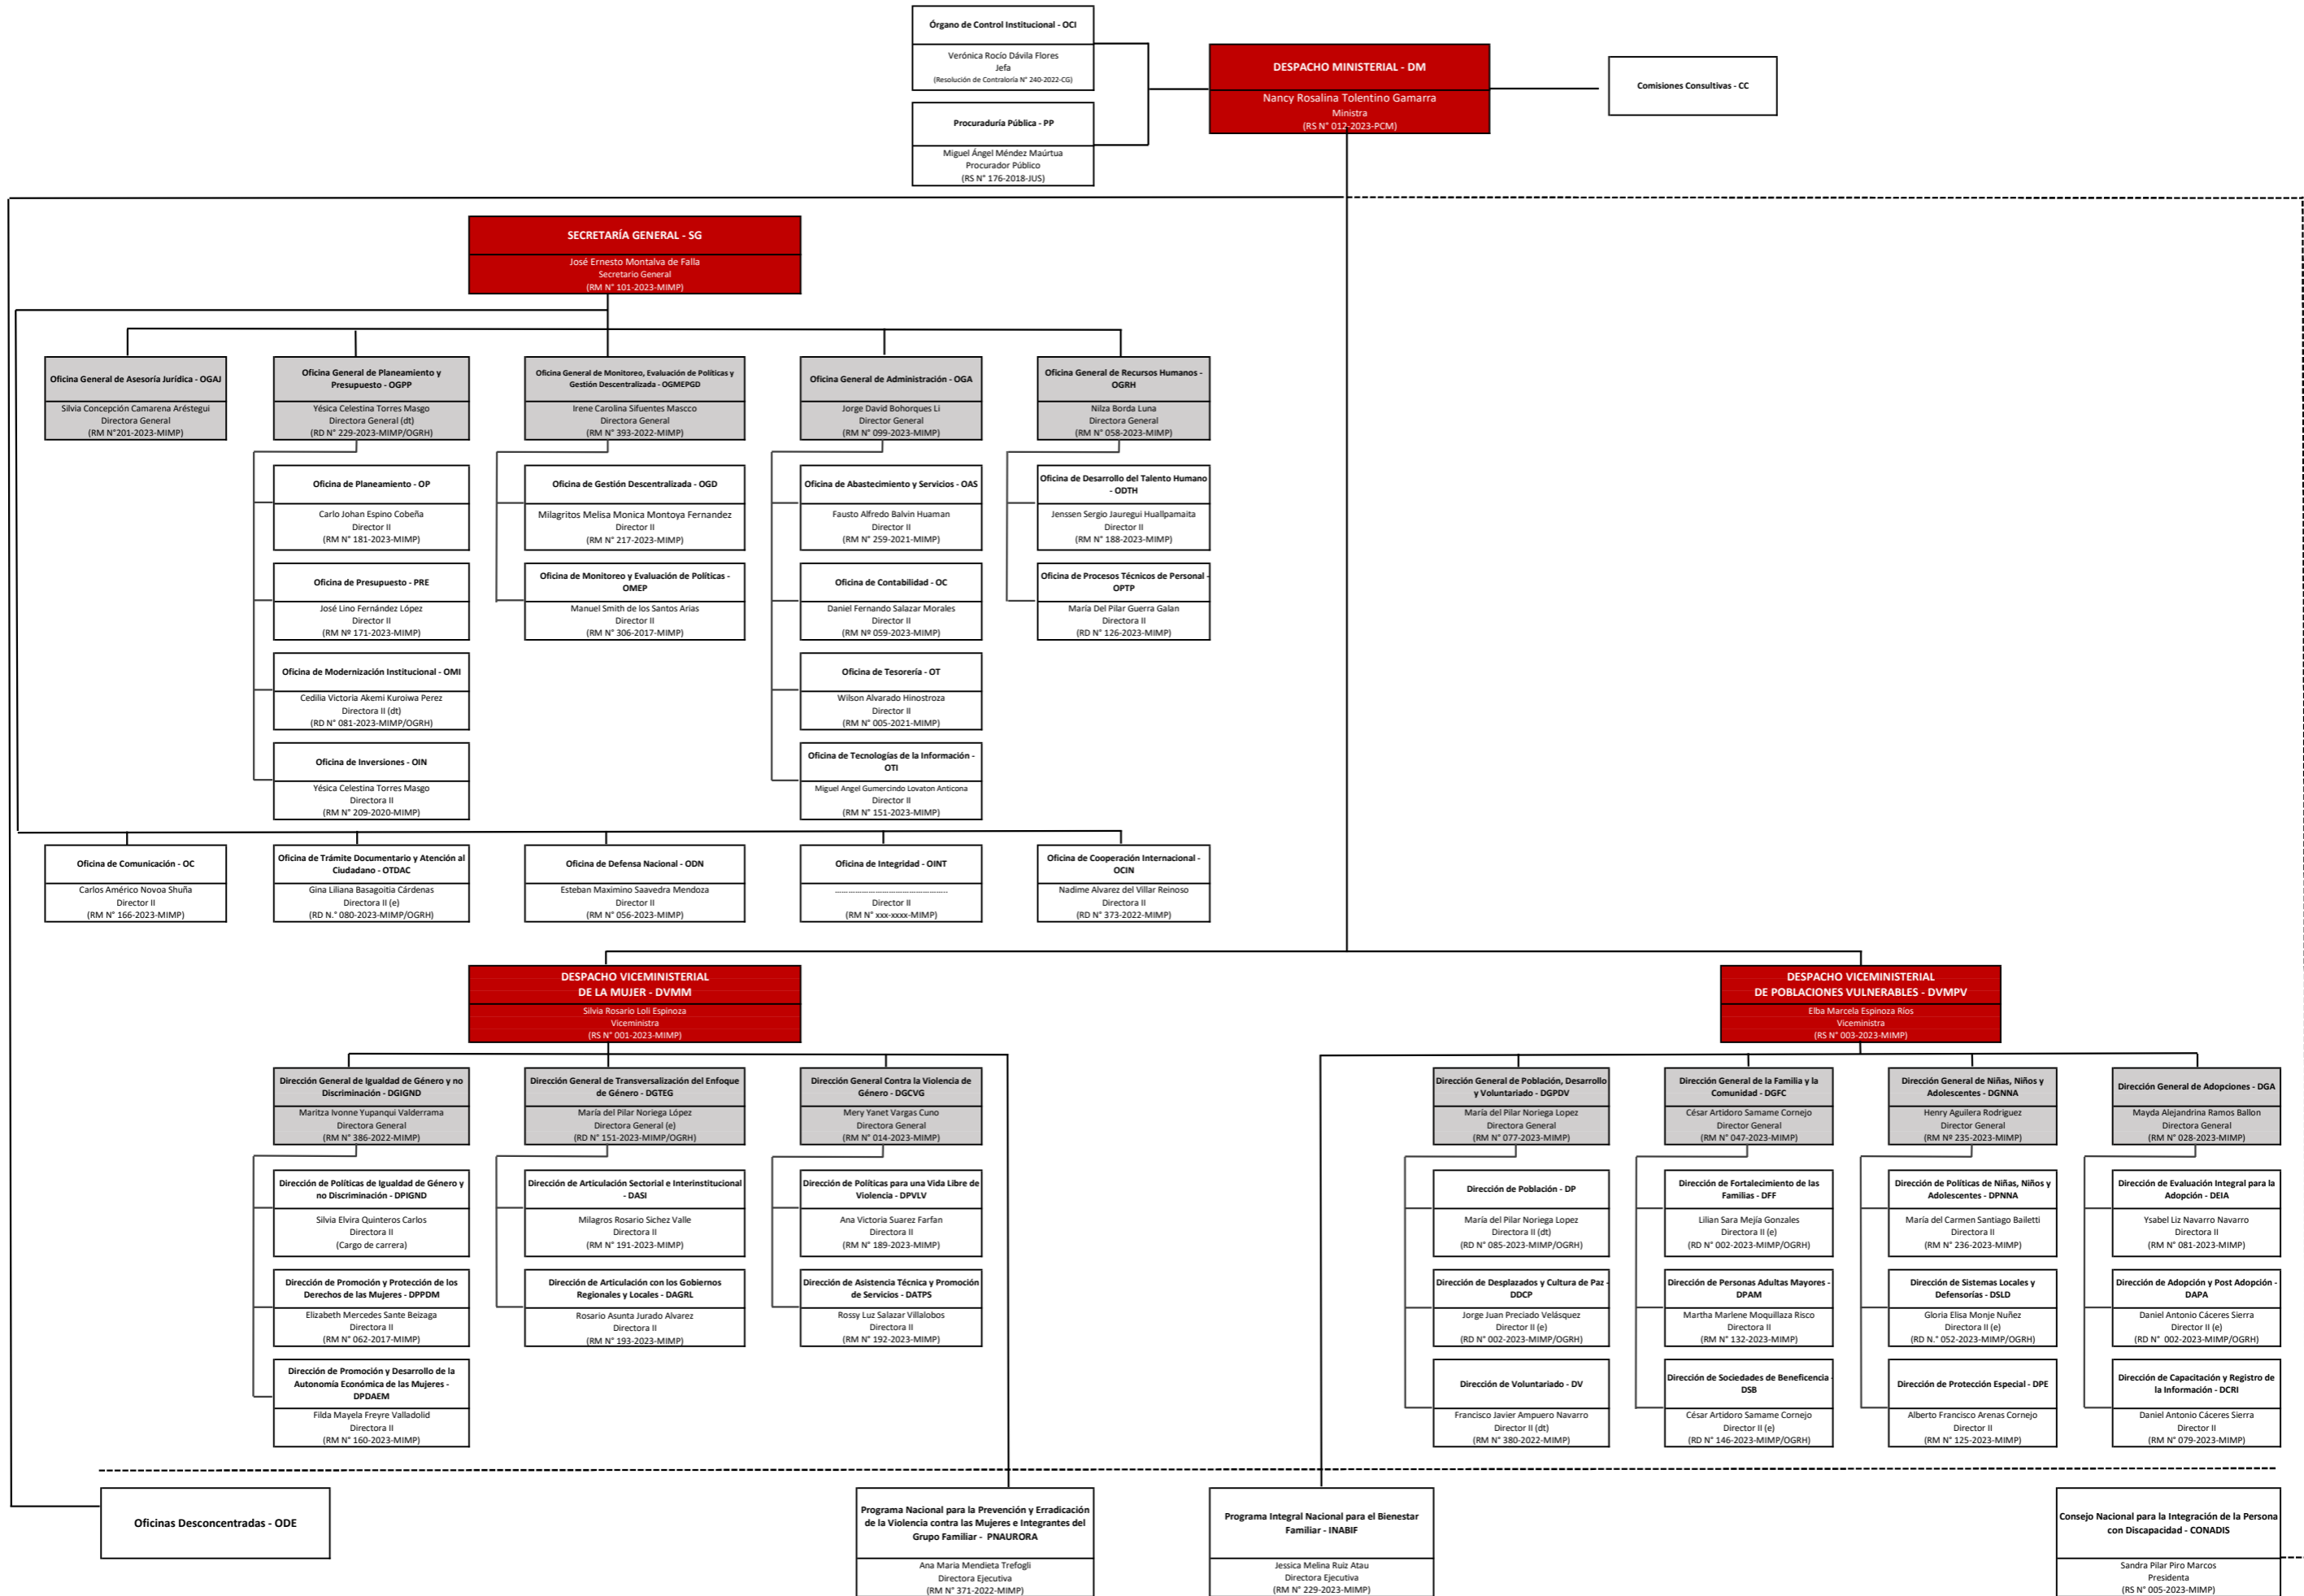 Órgano de Control Institucional - OCI
Verónica Rocío Dávila Flores
Jefa
(Resolución de Contraloría N° 240-2022-CG)
DESPACHO MINISTERIAL - DM
Nancy Rosalina Tolentino Gamarra
Ministra
(RS N° 012-2023-PCM)
Comisiones Consultivas - CC
Procuraduría Pública - PP
Miguel Ángel Méndez Maúrtua
Procurador Público
(RS N° 176-2018-JUS)
SECRETARÍA GENERAL - SG
José Ernesto Montalva de Falla
Secretario General
(RM N° 101-2023-MIMP)
Oficina General de Asesoría Jurídica - OGAJ
Silvia Concepción Camarena Aréstegui
Directora General
(RM N°201-2023-MIMP)
Oficina General de Planeamiento y
Presupuesto - OGPP
Yésica Celestina Torres Masgo
Directora General (dt)
(RD N° 229-2023-MIMP/OGRH)
Oficina General de Monitoreo, Evaluación de Políticas y
Gestión Descentralizada - OGMEPGD
Irene Carolina Sifuentes Mascco
Directora General
(RM N° 393-2022-MIMP)
Oficina General de Administración - OGA
Jorge David Bohorques Li
Director General
(RM N° 099-2023-MIMP)
Oficina General de Recursos Humanos -
OGRH
Nilza Borda Luna
Directora General
(RM N° 058-2023-MIMP)
Oficina de Planeamiento - OP
Carlo Johan Espino Cobeña
Director II
(RM N° 181-2023-MIMP)
Oficina de Gestión Descentralizada - OGD
Milagritos Melisa Monica Montoya Fernandez
Director II
(RM N° 217-2023-MIMP)
Oficina de Abastecimiento y Servicios - OAS
Fausto Alfredo Balvin Huaman
Director II
(RM N° 259-2021-MIMP)
Oficina de Desarrollo del Talento Humano
- ODTH
Jenssen Sergio Jauregui Huallpamaita
Director II
(RM N° 188-2023-MIMP)
Oficina de Presupuesto - PRE
José Lino Fernández López
Director II
(RM Nº 171-2023-MIMP)
Oficina de Monitoreo y Evaluación de Políticas -
OMEP
Manuel Smith de los Santos Arias
Director II
(RM N° 306-2017-MIMP)
Oficina de Contabilidad - OC
Daniel Fernando Salazar Morales
Director II
(RM Nº 059-2023-MIMP)
Oficina de Procesos Técnicos de Personal -
OPTP
María Del Pilar Guerra Galan
Directora II
(RD N° 126-2023-MIMP)
Oficina de Modernización Institucional - OMI
Cedilia Victoria Akemi Kuroiwa Perez
Directora II (dt)
(RD N° 081-2023-MIMP/OGRH)
Oficina de Tesorería - OT
Wilson Alvarado Hinostroza
Director II
(RM N° 005-2021-MIMP)
Oficina de Inversiones - OIN
Yésica Celestina Torres Masgo
Directora II
(RM N° 209-2020-MIMP)
Oficina de Tecnologías de la Información -
OTI
Miguel Angel Gumercindo Lovaton Anticona
Director II
(RM N° 151-2023-MIMP)
Oficina de Comunicación - OC
Carlos Américo Novoa Shuña
Director II
(RM N° 166-2023-MIMP)
Oficina de Trámite Documentario y Atención al
Ciudadano - OTDAC
Gina Liliana Basagoitia Cárdenas
Directora II (e)
(RD N.° 080-2023-MIMP/OGRH)
Oficina de Defensa Nacional - ODN
Esteban Maximino Saavedra Mendoza
Director II
(RM N° 056-2023-MIMP)
Oficina de Integridad - OINT
................................................
Director II
(RM N° xxx-xxxx-MIMP)
Oficina de Cooperación Internacional -
OCIN
Nadime Alvarez del Villar Reinoso
Directora II
(RD N° 373-2022-MIMP)
DESPACHO VICEMINISTERIAL
DE LA MUJER - DVMM
Silvia Rosario Loli Espinoza
Viceministra
(RS N° 001-2023-MIMP)
DESPACHO VICEMINISTERIAL
DE POBLACIONES VULNERABLES - DVMPV
Elba Marcela Espinoza Ríos
Viceministra
(RS N° 003-2023-MIMP)
Dirección General de Igualdad de Género y no
Discriminación - DGIGND
Maritza Ivonne Yupanqui Valderrama
Directora General
(RM N° 386-2022-MIMP)
Dirección General de Transversalización del Enfoque
de Género - DGTEG
María del Pilar Noriega López
Directora General (e)
(RD N° 151-2023-MIMP/OGRH)
Dirección General Contra la Violencia de
Género - DGCVG
Mery Yanet Vargas Cuno
Directora General
(RM N° 014-2023-MIMP)
Dirección General de Población, Desarrollo
y Voluntariado - DGPDV
María del Pilar Noriega Lopez
Directora General
(RM N° 077-2023-MIMP)
Dirección General de la Familia y la
Comunidad - DGFC
César Artidoro Samame Cornejo
Director General
(RM N° 047-2023-MIMP)
Dirección General de Niñas, Niños y
Adolescentes - DGNNA
Henry Aguilera Rodriguez
Director General
(RM Nº 235-2023-MIMP)
Dirección General de Adopciones - DGA
Mayda Alejandrina Ramos Ballon
Directora General
(RM N° 028-2023-MIMP)
Dirección de Políticas de Igualdad de Género y
no Discriminación - DPIGND
Silvia Elvira Quinteros Carlos
Directora II
(Cargo de carrera)
Dirección de Articulación Sectorial e Interinstitucional
- DASI
Milagros Rosario Sichez Valle
Directora II
(RM N° 191-2023-MIMP)
Dirección de Políticas para una Vida Libre de
Violencia - DPVLV
Ana Victoria Suarez Farfan
Directora II
(RM N° 189-2023-MIMP)
Dirección de Población - DP
María del Pilar Noriega Lopez
Directora II (dt)
(RD N° 085-2023-MIMP/OGRH)
Dirección de Fortalecimiento de las
Familias - DFF
Lilian Sara Mejía Gonzales
Directora II (e)
(RD N° 002-2023-MIMP/OGRH)
Dirección de Políticas de Niñas, Niños y
Adolescentes - DPNNA
María del Carmen Santiago Bailetti
Directora II
(RM N° 236-2023-MIMP)
Dirección de Evaluación Integral para la
Adopción - DEIA
Ysabel Liz Navarro Navarro
Directora II
(RM N° 081-2023-MIMP)
Dirección de Promoción y Protección de los
Derechos de las Mujeres - DPPDM
Elizabeth Mercedes Sante Beizaga
Directora II
(RM N° 062-2017-MIMP)
Dirección de Articulación con los Gobiernos
Regionales y Locales - DAGRL
Rosario Asunta Jurado Alvarez
Directora II
(RM N° 193-2023-MIMP)
Dirección de Asistencia Técnica y Promoción
de Servicios - DATPS
Rossy Luz Salazar Villalobos
Directora II
(RM N° 192-2023-MIMP)
Dirección de Desplazados y Cultura de Paz -
DDCP
Jorge Juan Preciado Velásquez
Director II (e)
(RD N° 002-2023-MIMP/OGRH)
Dirección de Personas Adultas Mayores -
DPAM
Martha Marlene Moquillaza Risco
Directora II
(RM N° 132-2023-MIMP)
Dirección de Sistemas Locales y
Defensorías - DSLD
Gloria Elisa Monje Nuñez
Directora II (e)
(RD N.° 052-2023-MIMP/OGRH)
Dirección de Adopción y Post Adopción -
DAPA
Daniel Antonio Cáceres Sierra
Director II (e)
(RD N° 002-2023-MIMP/OGRH)
Dirección de Promoción y Desarrollo de la
Autonomía Económica de las Mujeres -
DPDAEM
Filda Mayela Freyre Valladolid
Directora II
(RM N° 160-2023-MIMP)
Dirección de Voluntariado - DV
Francisco Javier Ampuero Navarro
Director II (dt)
(RM N° 380-2022-MIMP)
Dirección de Sociedades de Beneficencia -
DSB
César Artidoro Samame Cornejo
Director II (e)
(RD N° 146-2023-MIMP/OGRH)
Dirección de Protección Especial - DPE
Alberto Francisco Arenas Cornejo
Director II
(RM N° 125-2023-MIMP)
Dirección de Capacitación y Registro de
la Información - DCRI
Daniel Antonio Cáceres Sierra
Director II
(RM N° 079-2023-MIMP)
Oficinas Desconcentradas - ODE
Programa Nacional para la Prevención y Erradicación
de la Violencia contra las Mujeres e Integrantes del
Grupo Familiar - PNAURORA
Ana Maria Mendieta Trefogli
Directora Ejecutiva
(RM N° 371-2022-MIMP)
Programa Integral Nacional para el Bienestar
Familiar - INABIF
Jessica Melina Ruiz Atau
Directora Ejecutiva
(RM N° 229-2023-MIMP)
Consejo Nacional para la Integración de la Persona
con Discapacidad - CONADIS
Sandra Pilar Piro Marcos
Presidenta
(RS N° 005-2023-MIMP)